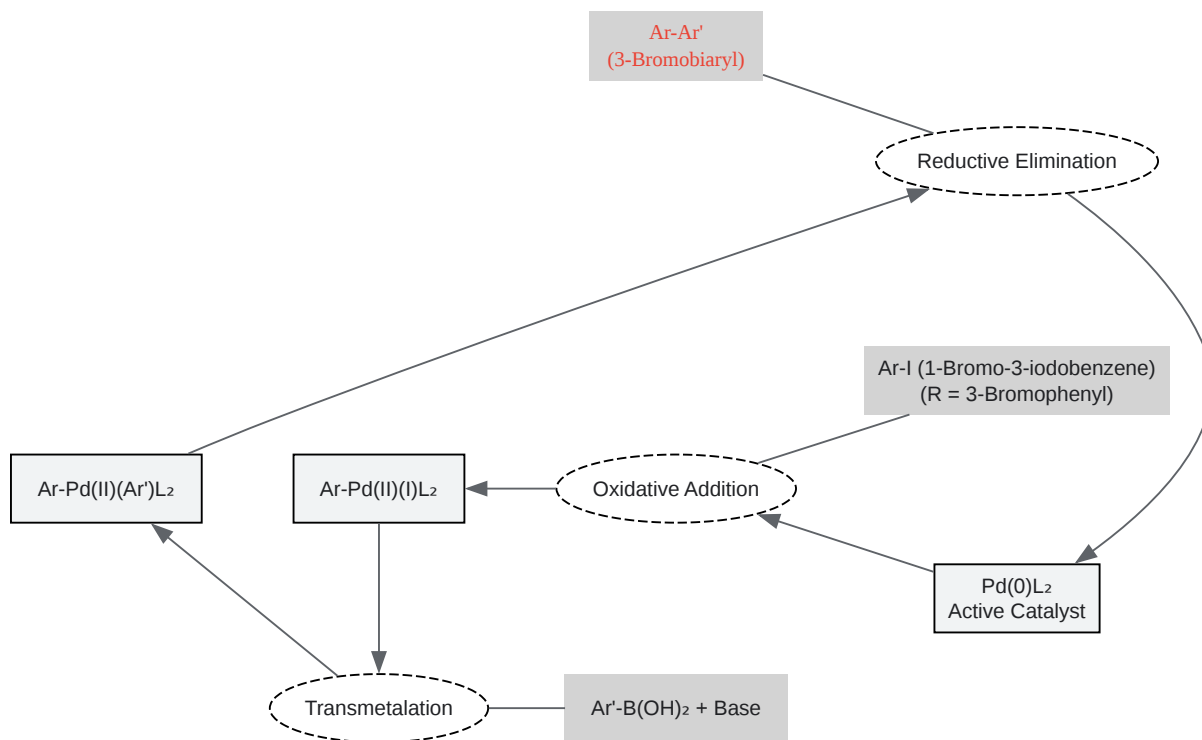 Ar-Ar'
(3-Bromobiaryl)
Reductive Elimination
Ar-I (1-Bromo-3-iodobenzene)
(R = 3-Bromophenyl)
Ar-Pd(II)(Ar')L₂
Ar-Pd(II)(I)L₂
Oxidative Addition
Pd(0)L₂
Active Catalyst
Transmetalation
Ar'-B(OH)₂ + Base